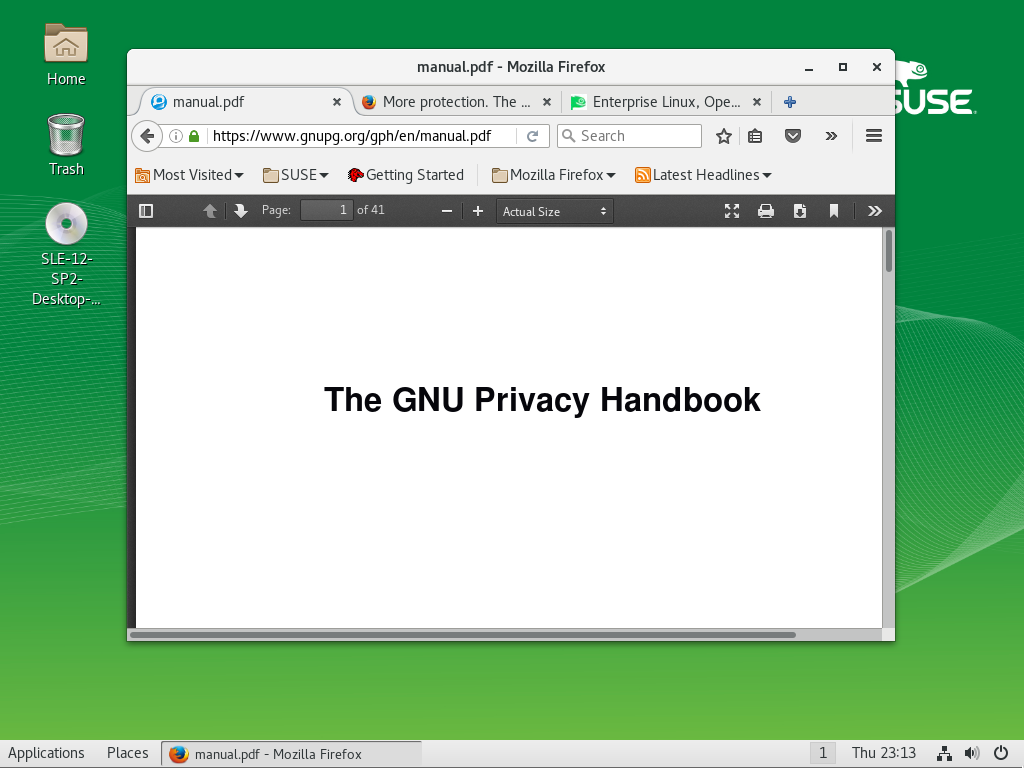 Home
Trash
SLE-12-
SP2-
Desktop-...
SUSE
manual.pdf - Mozilla Firefox
manual.pdf
More protection. The ...
Enterprise Linux, Ope...
https://www.gnupg.org/gph/en/manual.pdf
Search
Most Visited
SUSE
Getting Started
Mozilla Firefox
Latest Headlines
Page: 1 of 41
Actual Size
The GNU Privacy Handbook
Applications
Places
manual.pdf - Mozilla Firefox
1
Thu 23:13